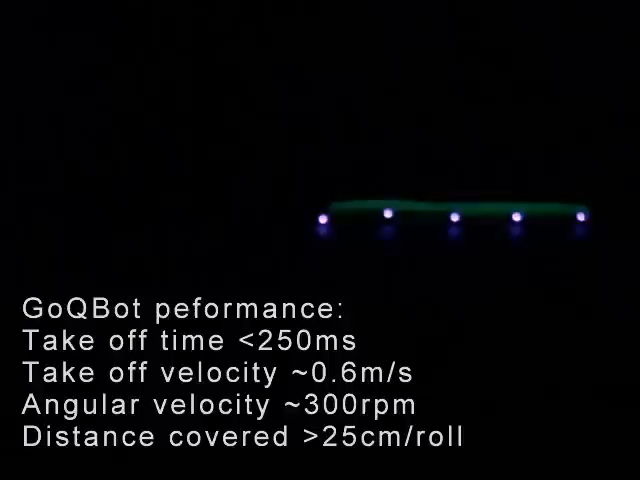 GoQBot peformance:
Take off time <250ms
Take off velocity ~0.6m/s
Angular velocity ~300rpm
Distance covered >25cm/roll